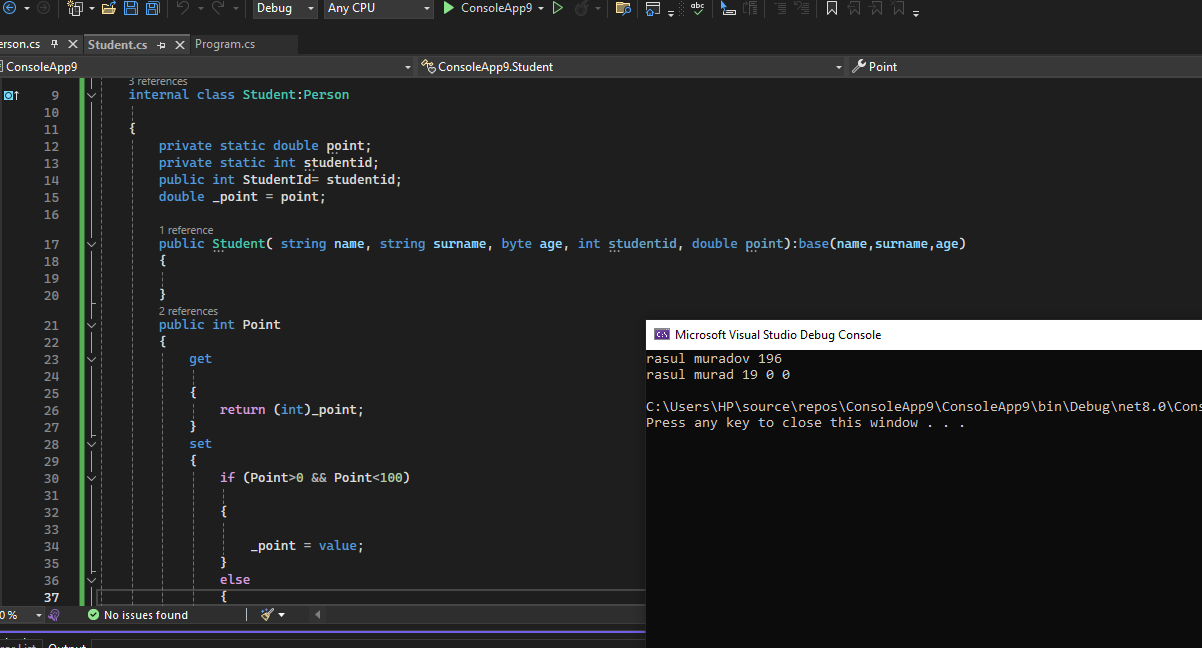 Debug Any CPU ConsoleApp9
erson.cs Student.cs Program.cs
ConsoleApp9 ConsoleApp9.Student Point
3 references
9 internal class Student:Person
10
11 {
12 private static double point;
13 private static int studentid;
14 public int StudentId= studentid;
15 double _point = point;
16
1 reference
17 public Student( string name, string surname, byte age, int studentid, double point):base(name,surname,age)
18 {
19
20 }
2 references
21 public int Point
22 {
23 get
24
25 {
26 return (int)_point;
27 }
28 set
29 {
30 if (Point>0 && Point<100)
31
32 {
33
34 _point = value;
35 }
36 else
37 {
0 % No issues found
Output
Microsoft Visual Studio Debug Console
rasul muradov 196
rasul murad 19 0 0
C:\Users\HP\source\repos\ConsoleApp9\ConsoleApp9\bin\Debug\net8.0\Cons
Press any key to close this window . . .